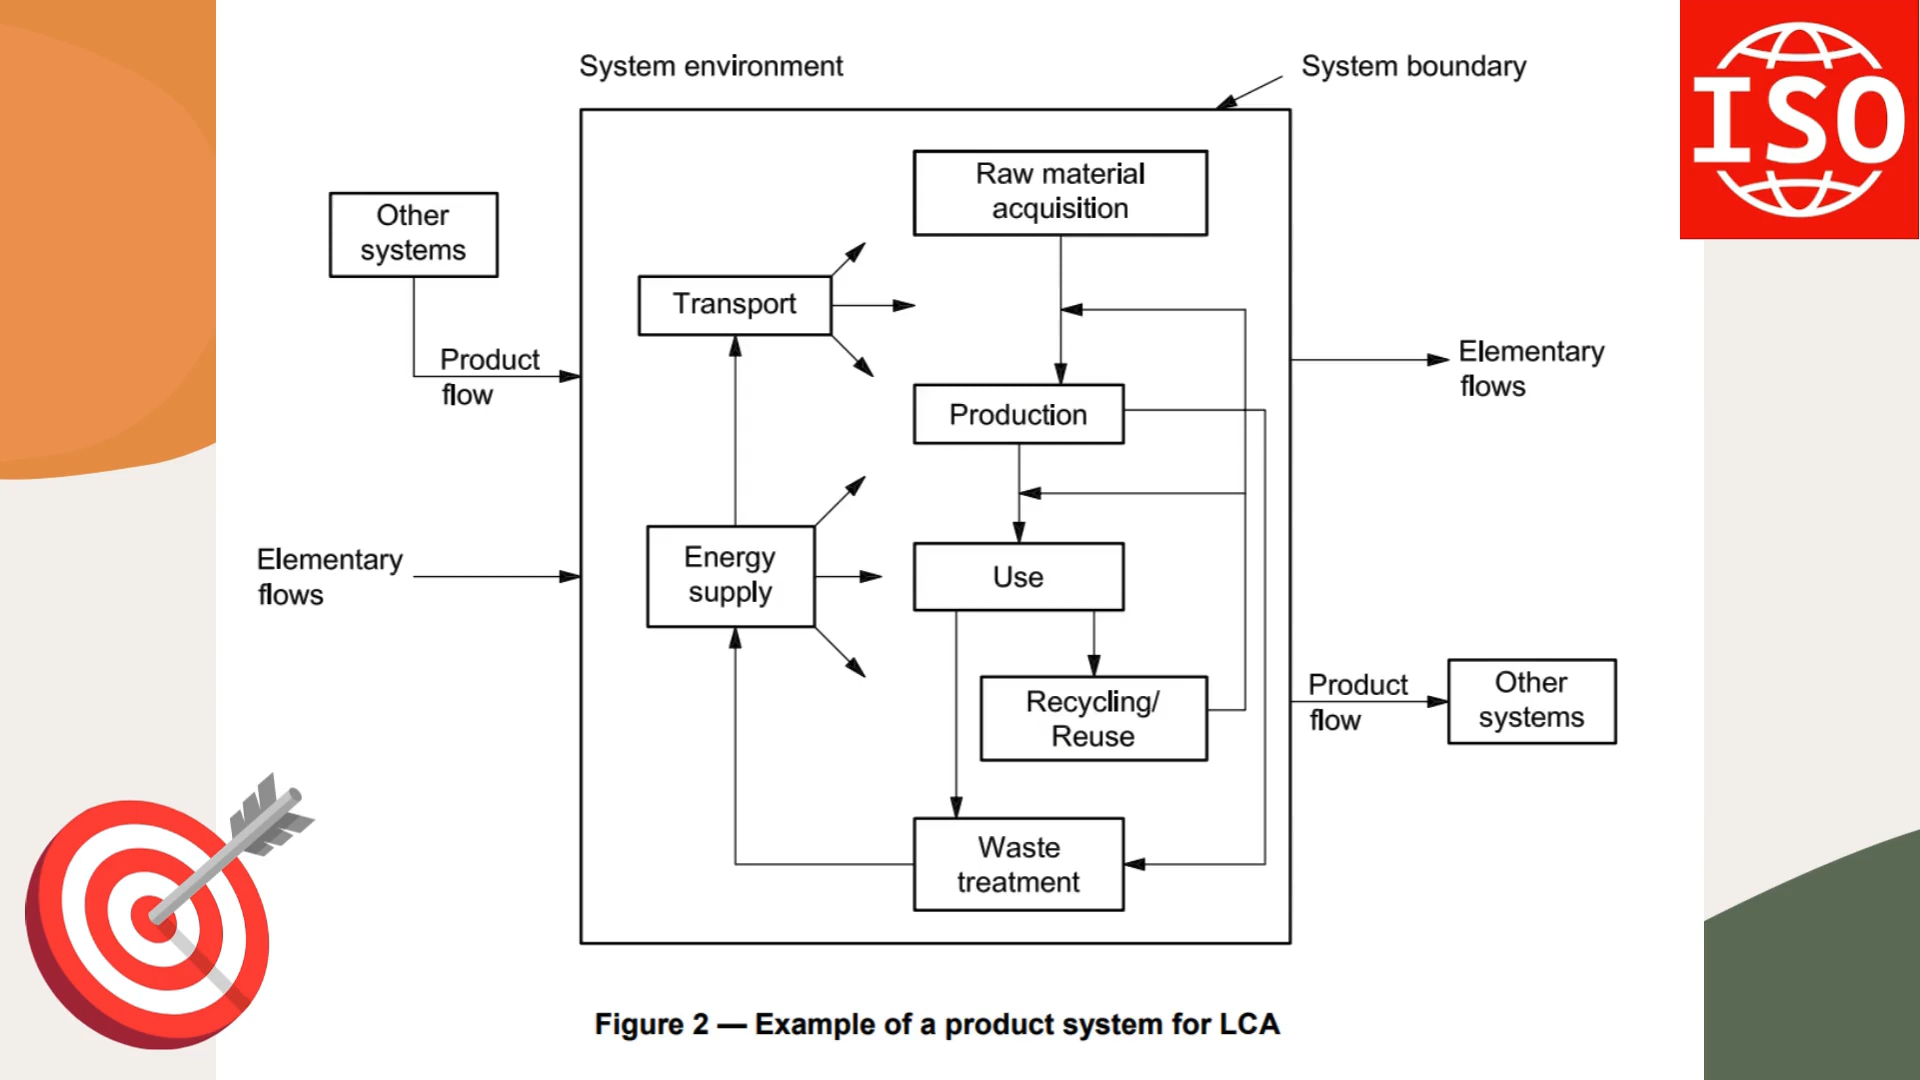 System environment
System boundary
ISO
Raw material
acquisition
Other
systems
Transport
Product
flow
Elementary
flows
Production
Elementary
flows
Energy
supply
Use
Recycling/
Reuse
Product
flow
Other
systems
Waste
treatment
Figure 2 — Example of a product system for LCA